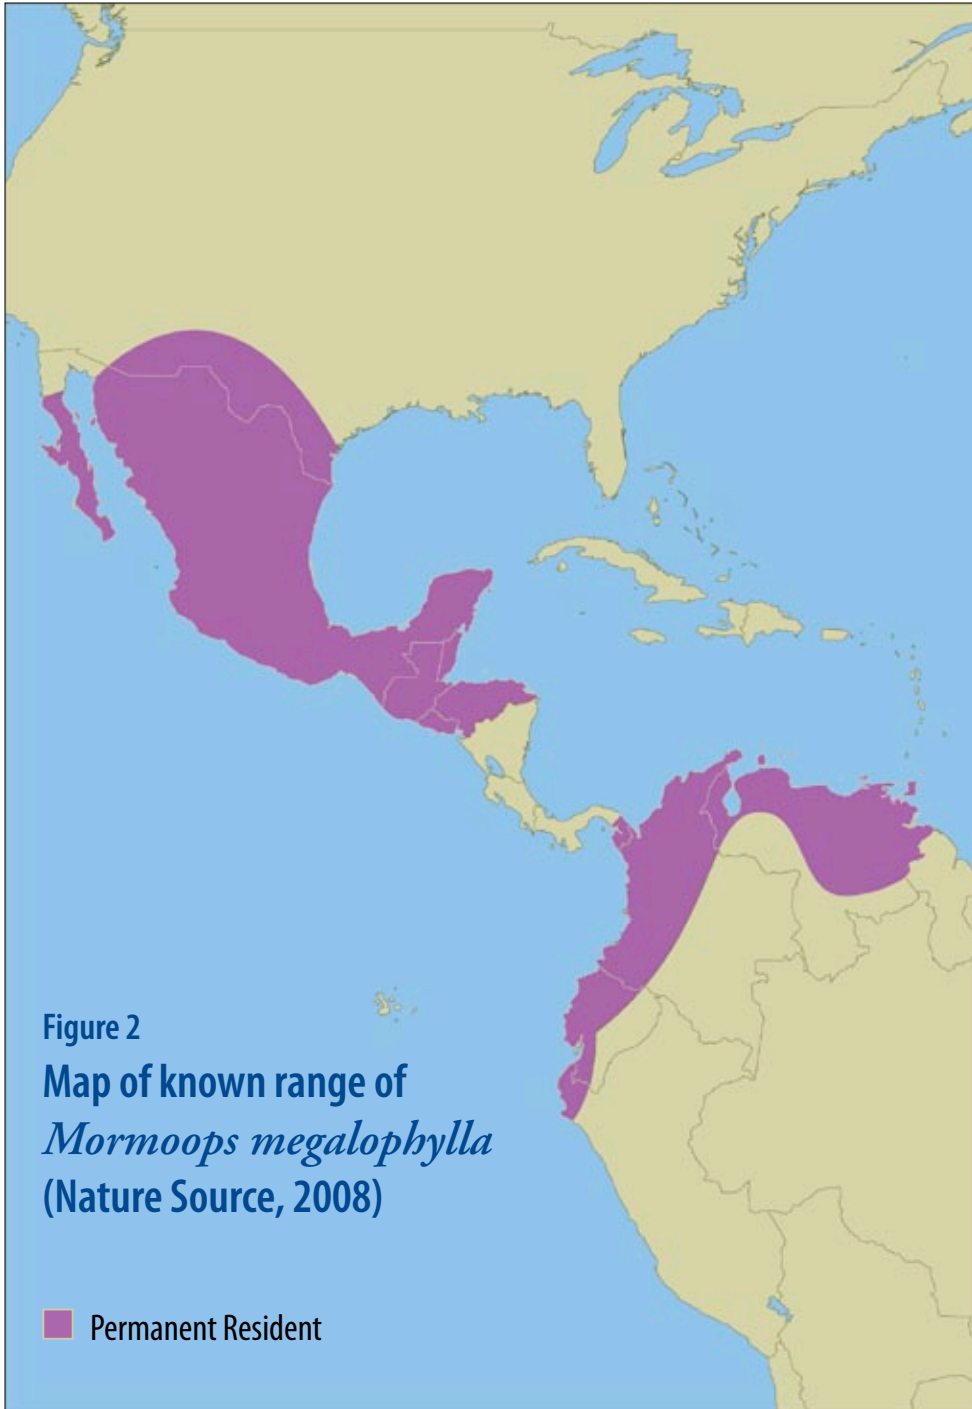 Figure 2
Map of known range of
Mormoops megalophylla
(Nature Source, 2008)
Permanent Resident